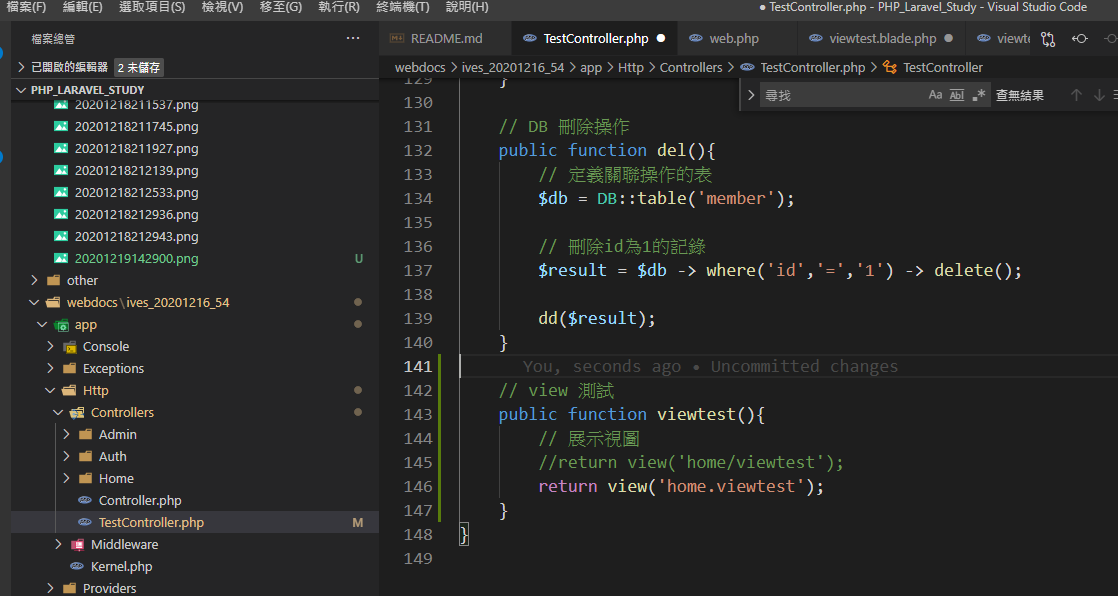 檔案(F) 編輯(E) 選取項目(S) 檢視(V) 移至(G) 執行(R) 終端機(T) 說明(H) ● TestController.php - PHP_Laravel_Study - Visual Studio Code
檔案總管 ···
README.md TestController.php ● web.php viewtest.blade.php ● viewte
已開啟的編輯器 2 未儲存
webdocs > ives_20201216_54 > app > Http > Controllers > TestController.php > TestController
尋找 Aa Abl .* 查無結果
PHP_LARAVEL_STUDY
20201218211537.png
20201218211745.png
20201218211927.png
20201218212139.png
20201218212533.png
20201218212936.png
20201218212943.png
20201219142900.png U
other
webdocs\ives_20201216_54
app
Console
Exceptions
Http
Controllers
Admin
Auth
Home
Controller.php
TestController.php M
Middleware
Kernel.php
Providers
129 }
130
131 // DB 刪除操作
132 public function del(){
133 // 定義關聯操作的表
134 $db = DB::table('member');
135
136 // 刪除id為1的記錄
137 $result = $db -> where('id','=','1') -> delete();
138
139 dd($result);
140 }
141 You, seconds ago • Uncommitted changes
142 // view 測試
143 public function viewtest(){
144 // 展示視圖
145 //return view('home/viewtest');
146 return view('home.viewtest');
147 }
148 }
149